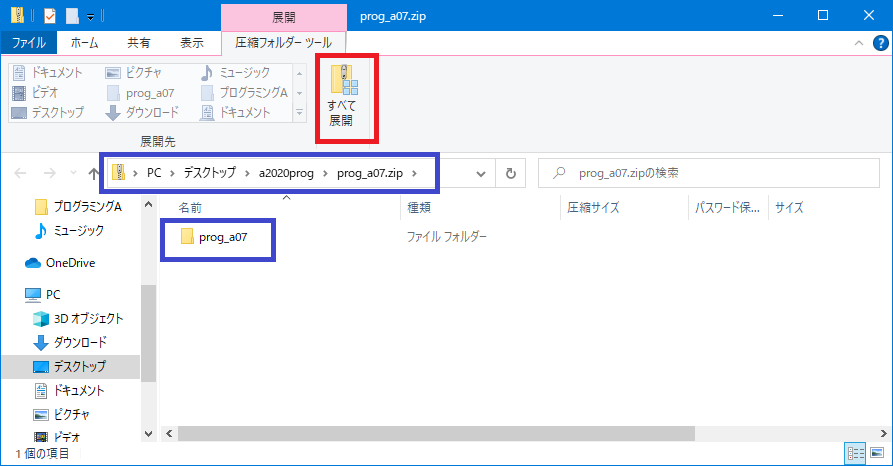 展開
prog_a07.zip
ファイル ホーム 共有 表示 圧縮フォルダー ツール
ドキュメント ピクチャ ミュージック
ビデオ prog_a07 プログラミングA
デスクトップ ダウンロード ドキュメント
すべて
展開
展開先
PC デスクトップ a2020prog prog_a07.zip
prog_a07.zipの検索
プログラミングA
ミュージック
OneDrive
PC
3D オブジェクト
ダウンロード
デスクトップ
ドキュメント
ピクチャ
ビデオ
名前 種類 圧縮サイズ パスワード保... サイズ
prog_a07 ファイル フォルダー
1 個の項目